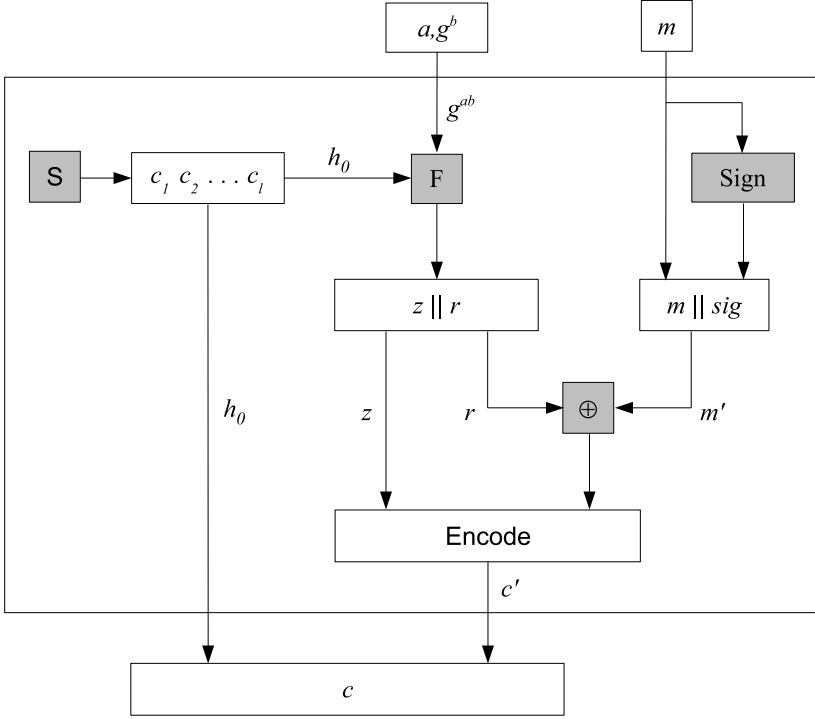 a,g^b
m
g^{ab}
S
c_1 c_2 . . . c_l
h_0
F
Sign
z || r
m || sig
h_0
z
r
⊕
m′
Encode
c′
c